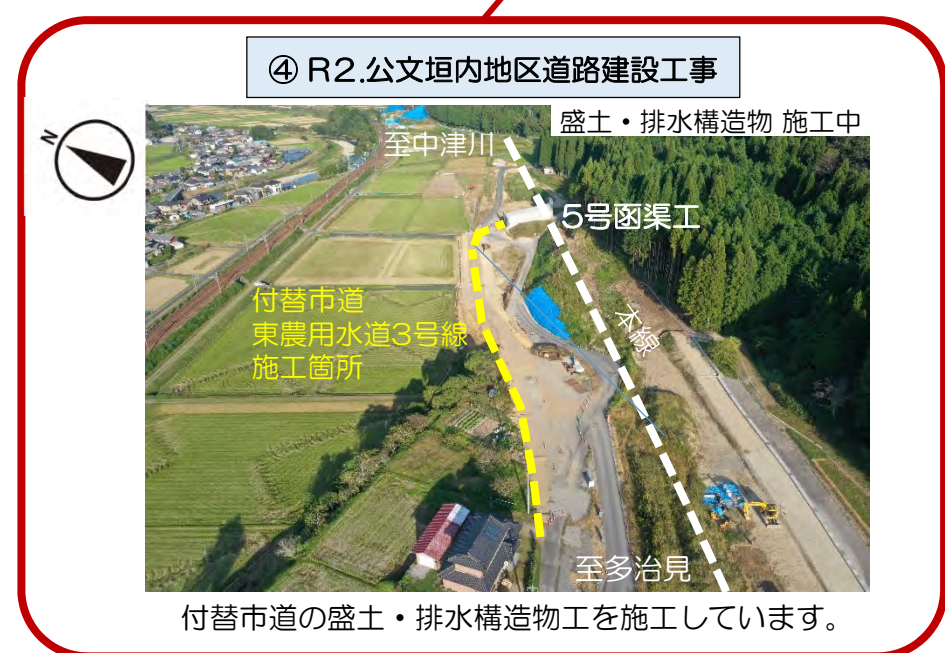 ④ R2.公文垣内地区道路建設工事
N
盛土・排水構造物 施工中
至中津川
5号函渠工
付替市道
東農用水道3号線
施工箇所
本線
至多治見
付替市道の盛土・排水構造物工を施工しています。